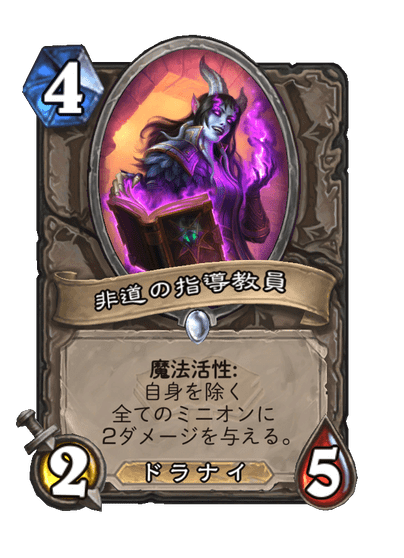 4
非道の指導教員
魔法活性:
自身を除く
全てのミニオンに
2ダメージを与える。
2
ドラナイ
5